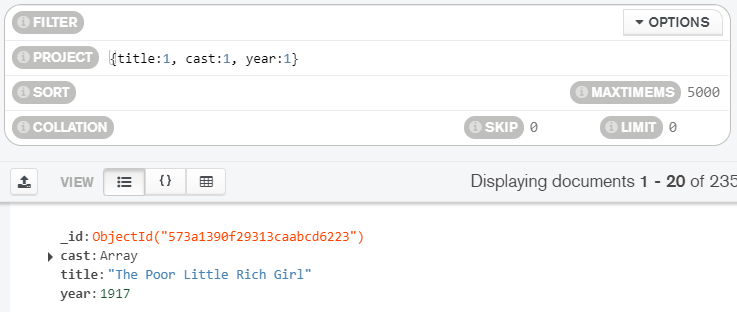 FILTER OPTIONS
PROJECT {title:1, cast:1, year:1}
SORT MAXTIMEMS 5000
COLLATION SKIP 0 LIMIT 0
VIEW {} Displaying documents 1 - 20 of 235
_id:ObjectId("573a1390f29313caabcd6223")
cast:Array
title:"The Poor Little Rich Girl"
year:1917